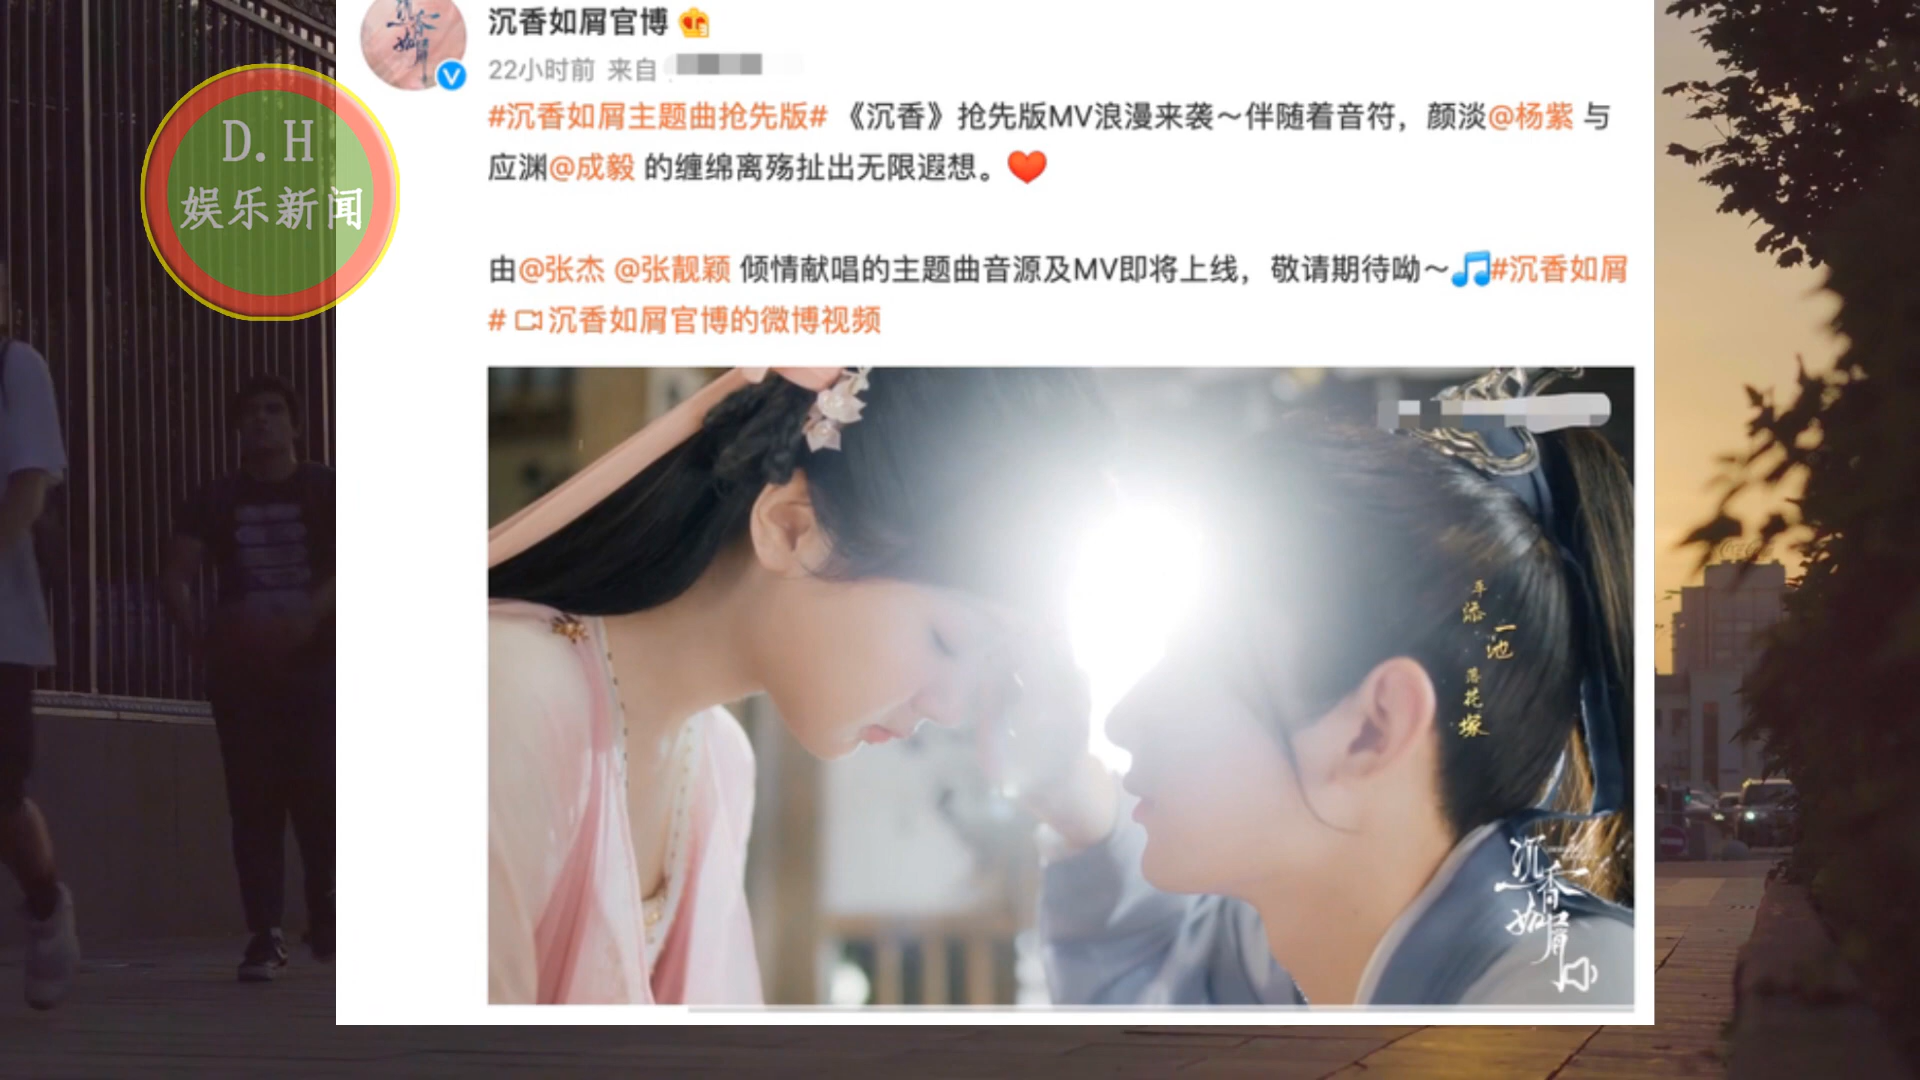 沉香如屑官博
22小时前 来自
D.H
娱乐新闻
#沉香如屑主题曲抢先版# 《沉香》抢先版MV浪漫来袭～伴随着音符，颜淡@杨紫 与
应渊@成毅 的缠绵离殇扯出无限遐想。
由@张杰 @张靓颖 倾情献唱的主题曲音源及MV即将上线，敬请期待呦～#沉香如屑
# 沉香如屑官博的微博视频
添
一池
落花
塚
沉香如屑